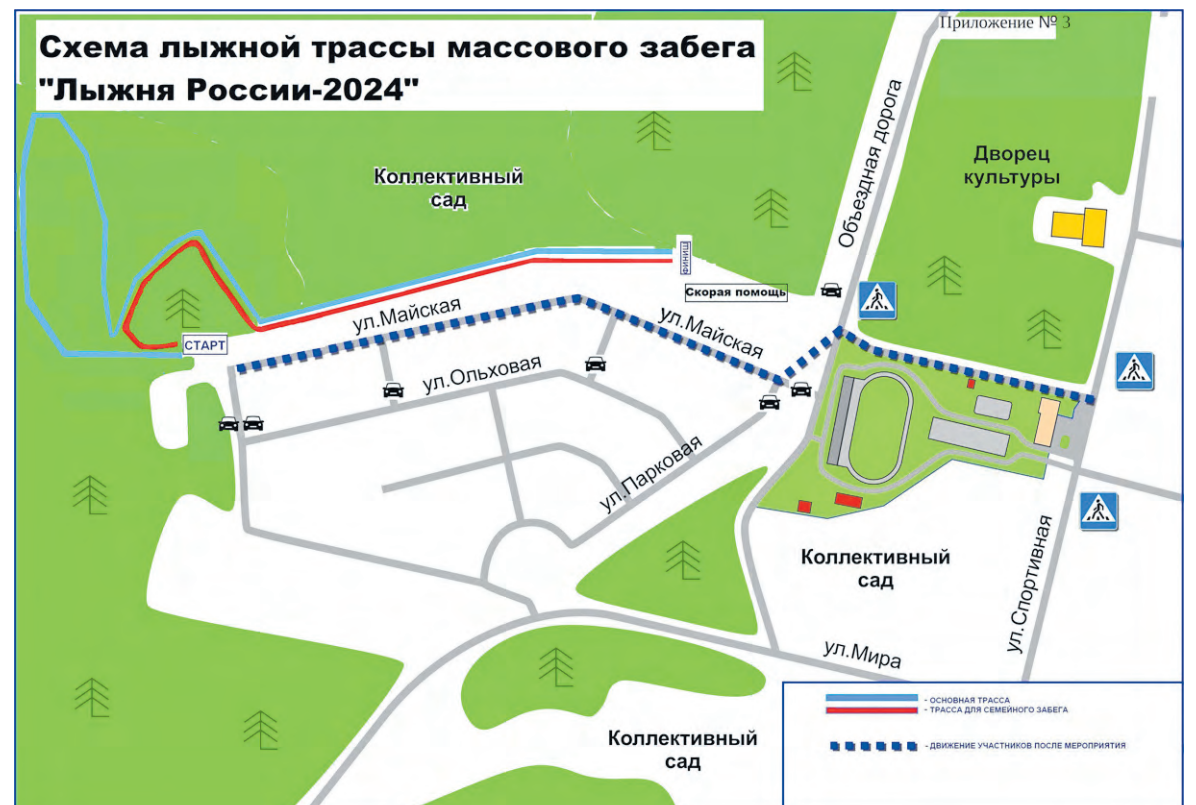 Приложение № 3
Схема лыжной трассы массового забега
"Лыжня России-2024"
Объездная дорога
Дворец
культуры
Коллективный
сад
ФИНИШ
Скорая помощь
ул.Майская
ул.Майская
СТАРТ
ул.Ольховая
ул.Парковая
Коллективный
сад
ул.Спортивная
ул.Мира
Коллективный
сад
- ОСНОВНАЯ ТРАССА
- ТРАССА ДЛЯ СЕМЕЙНОГО ЗАБЕГА
- ДВИЖЕНИЕ УЧАСТНИКОВ ПОСЛЕ МЕРОПРИЯТИЯ